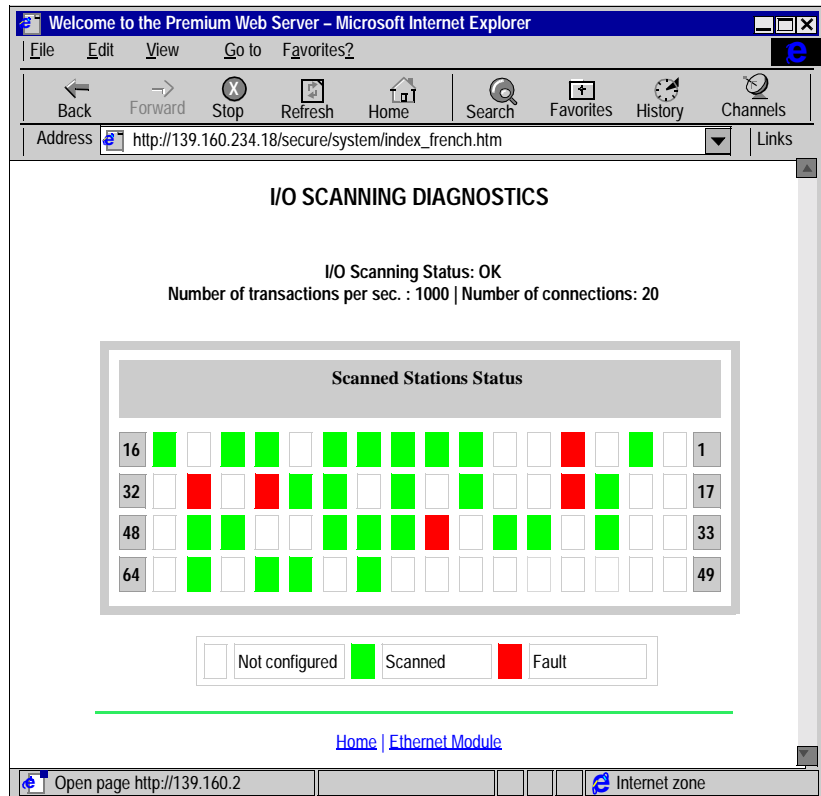 Welcome to the Premium Web Server – Microsoft Internet Explorer
File Edit View Go to Favorites?
Back Forward Stop Refresh Home Search Favorites History Channels
Address http://139.160.234.18/secure/system/index_french.htm Links
I/O SCANNING DIAGNOSTICS
I/O Scanning Status: OK
Number of transactions per sec. : 1000 | Number of connections: 20
Scanned Stations Status
16 1
32 17
48 33
64 49
Not configured Scanned Fault
Home | Ethernet Module
Open page http://139.160.2 Internet zone